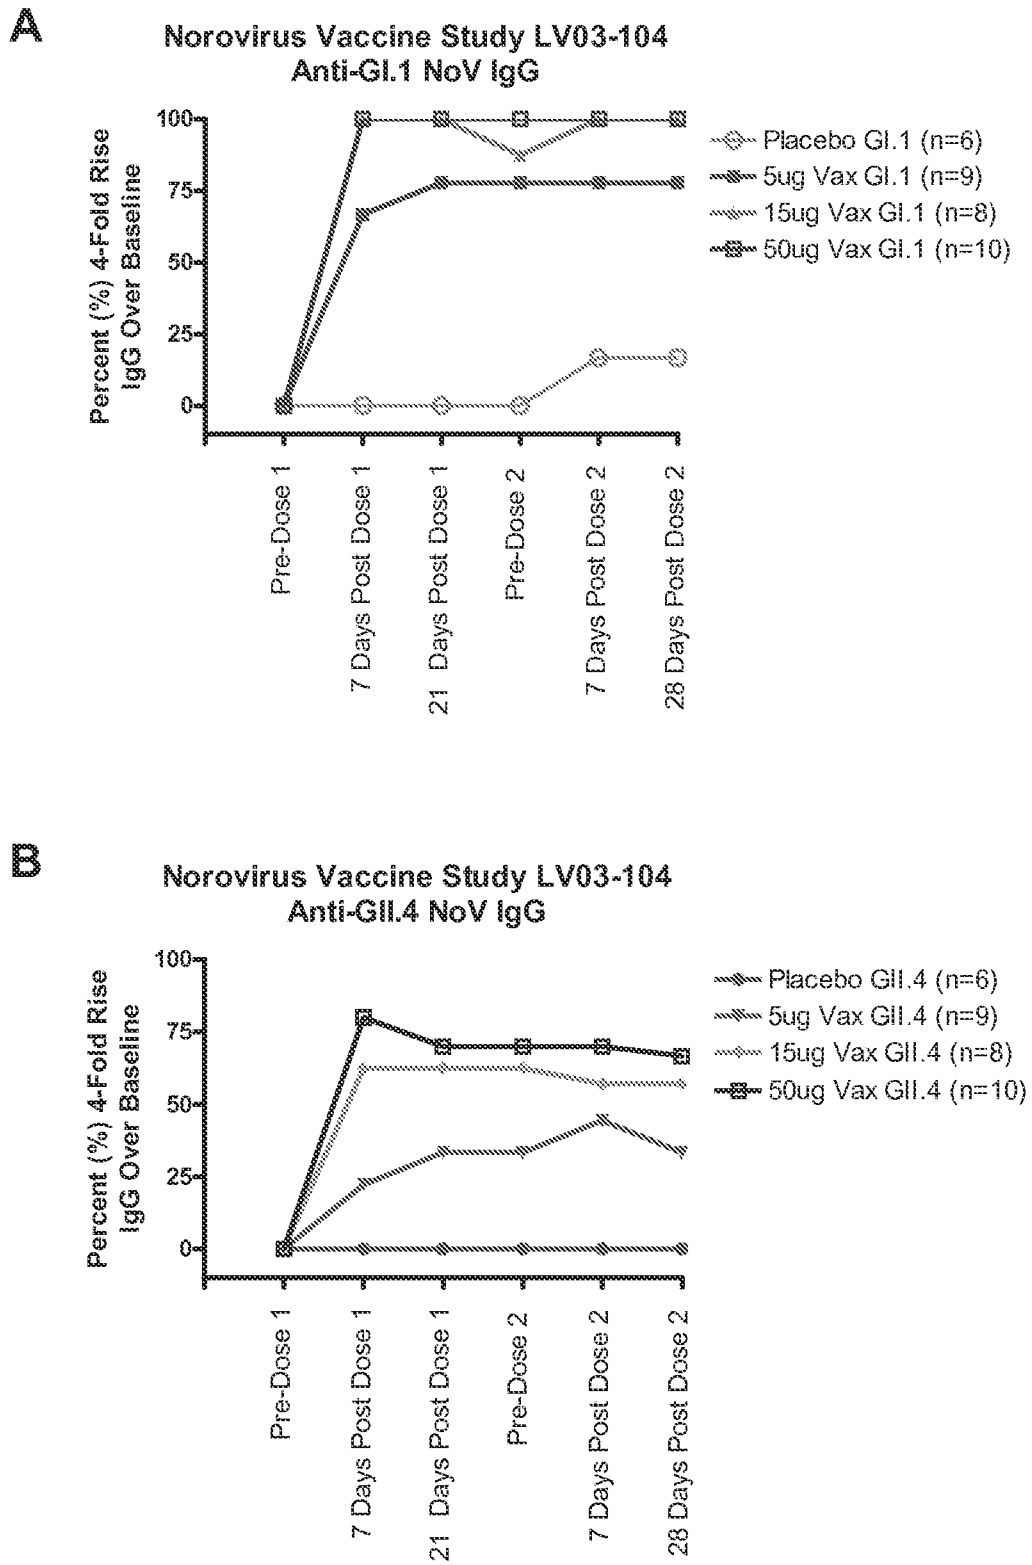 A
Norovirus Vaccine Study LV03-104
Anti-GI.1 NoV IgG
Percent (%) 4-Fold Rise
IgG Over Baseline
100
75
50
25
0
Pre-Dose 1
7 Days Post Dose 1
21 Days Post Dose 1
Pre-Dose 2
7 Days Post Dose 2
28 Days Post Dose 2
Placebo GI.1 (n=6)
5ug Vax GI.1 (n=9)
15ug Vax GI.1 (n=8)
50ug Vax GI.1 (n=10)
B
Norovirus Vaccine Study LV03-104
Anti-GII.4 NoV IgG
Percent (%) 4-Fold Rise
IgG Over Baseline
100
75
50
25
0
Pre-Dose 1
7 Days Post Dose 1
21 Days Post Dose 1
Pre-Dose 2
7 Days Post Dose 2
28 Days Post Dose 2
Placebo GII.4 (n=6)
5ug Vax GII.4 (n=9)
15ug Vax GII.4 (n=8)
50ug Vax GII.4 (n=10)